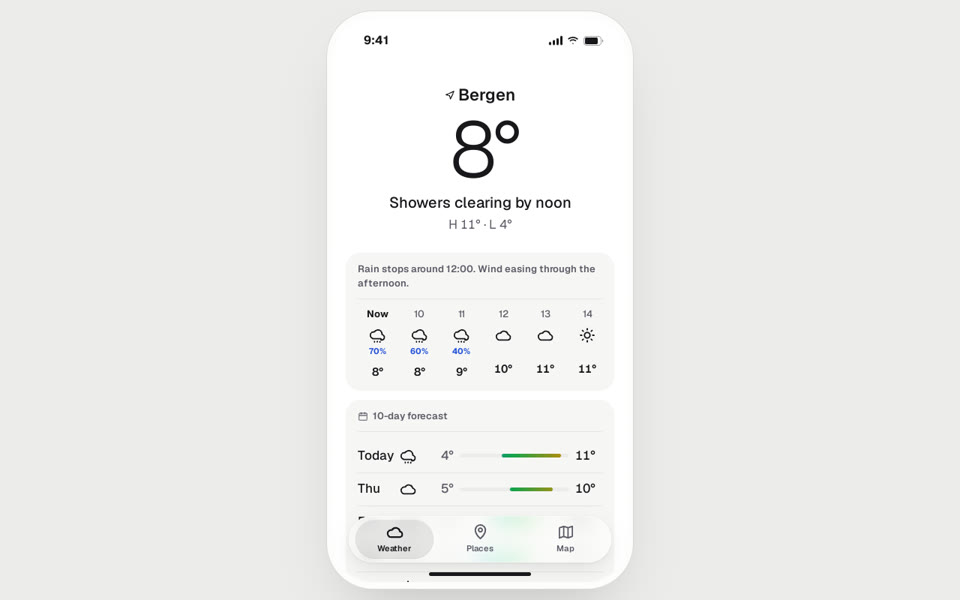 9:41
Bergen
8°
Showers clearing by noon
H 11° · L 4°
Rain stops around 12:00. Wind easing through the
afternoon.
Now 10 11 12 13 14
70% 60% 40%
8° 8° 9° 10° 11° 11°
10-day forecast
Today 4° 11°
Thu 5° 10°
Weather Places Map